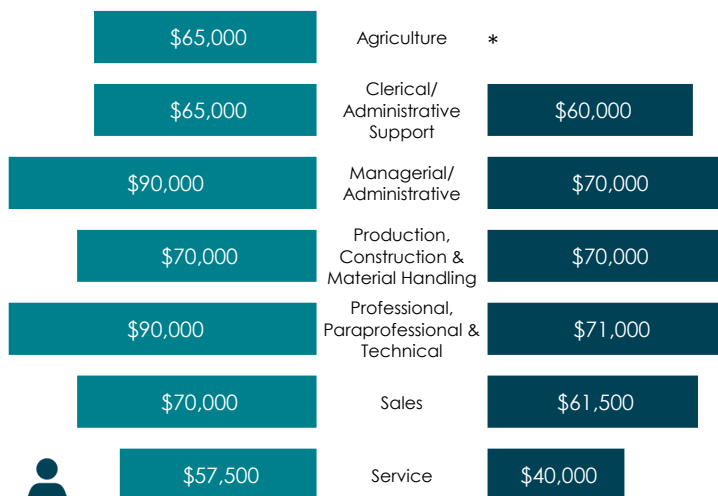 $65,000 Agriculture *
Clerical/
$65,000 Administrative $60,000
Support
$90,000 Managerial/ $70,000
Administrative
Production,
$70,000 Construction & $70,000
Material Handling
Professional,
$90,000 Paraprofessional & $71,000
Technical
$70,000 Sales $61,500
$57,500 Service $40,000